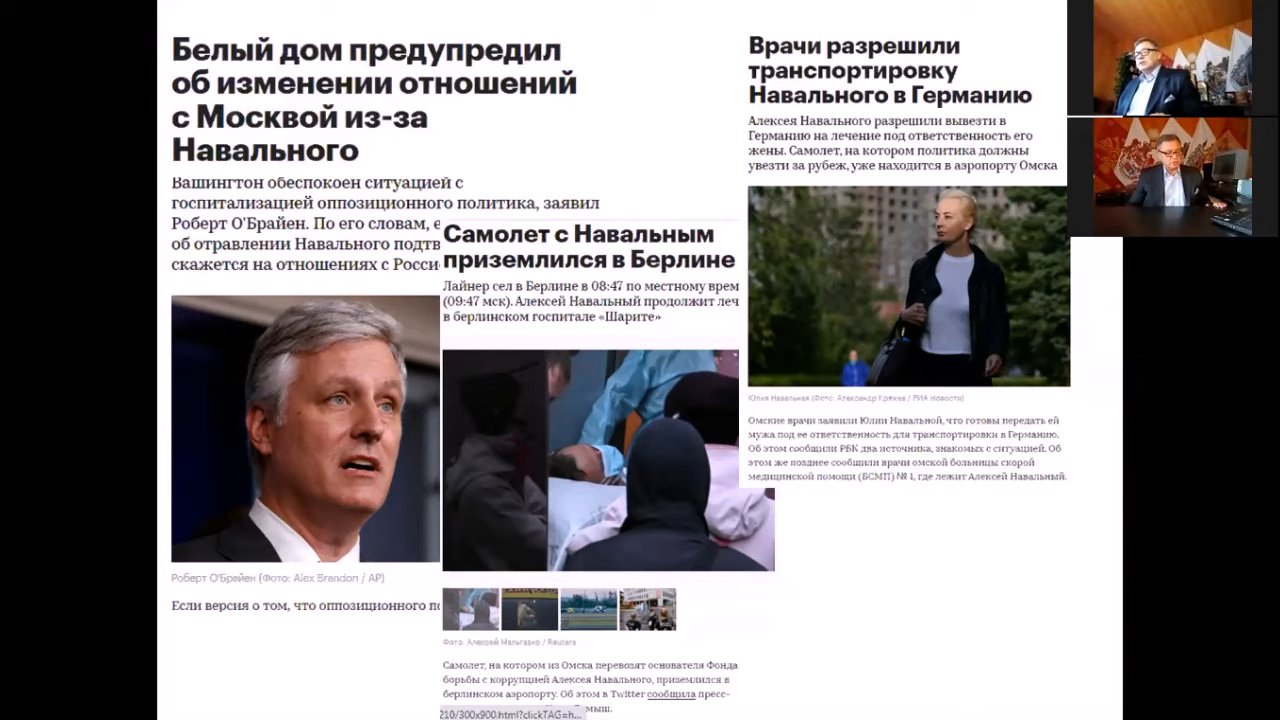 Белый дом предупредил
об изменении отношений
с Москвой из-за
Навального
Вашингтон обеспокоен ситуацией с
госпитализацией оппозиционного политика, заявил
Роберт О'Брайен. По его словам, е
об отравлении Навального подтв
скажется на отношениях с Росси
Роберт О'Брайен (Фото: Alex Brandon / AP)
Если версия о том, что оппозиционного по
Самолет с Навальным
приземлился в Берлине
Лайнер сел в Берлине в 08:47 по местному врем
(09:47 мск). Алексей Навальный продолжит леч
в берлинском госпитале «Шарите»
Фото: Алексей Мальгавко / Reuters
Самолет, на котором из Омска перевозят основателя Фонда
борьбы с коррупцией Алексея Навального, приземлился в
берлинском аэропорту. Об этом в Twitter сообщила пресс-
мыш.
210/300x900.html?clickTAG=h...
Врачи разрешили
транспортировку
Навального в Германию
Алексея Навального разрешили вывезти в
Германию на лечение под ответственность его
жены. Самолет, на котором политика должны
увезти за рубеж, уже находится в аэропорту Омска
Юлия Навальная (Фото: Александр Кряжев / РИА Новости)
Омские врачи заявили Юлии Навальной, что готовы передать ей
мужа под ее ответственность для транспортировки в Германию.
Об этом сообщили РБК два источника, знакомых с ситуацией. Об
этом же позднее сообщили врачи омской больницы скорой
медицинской помощи (БСМП) № 1, где лежит Алексей Навальный.